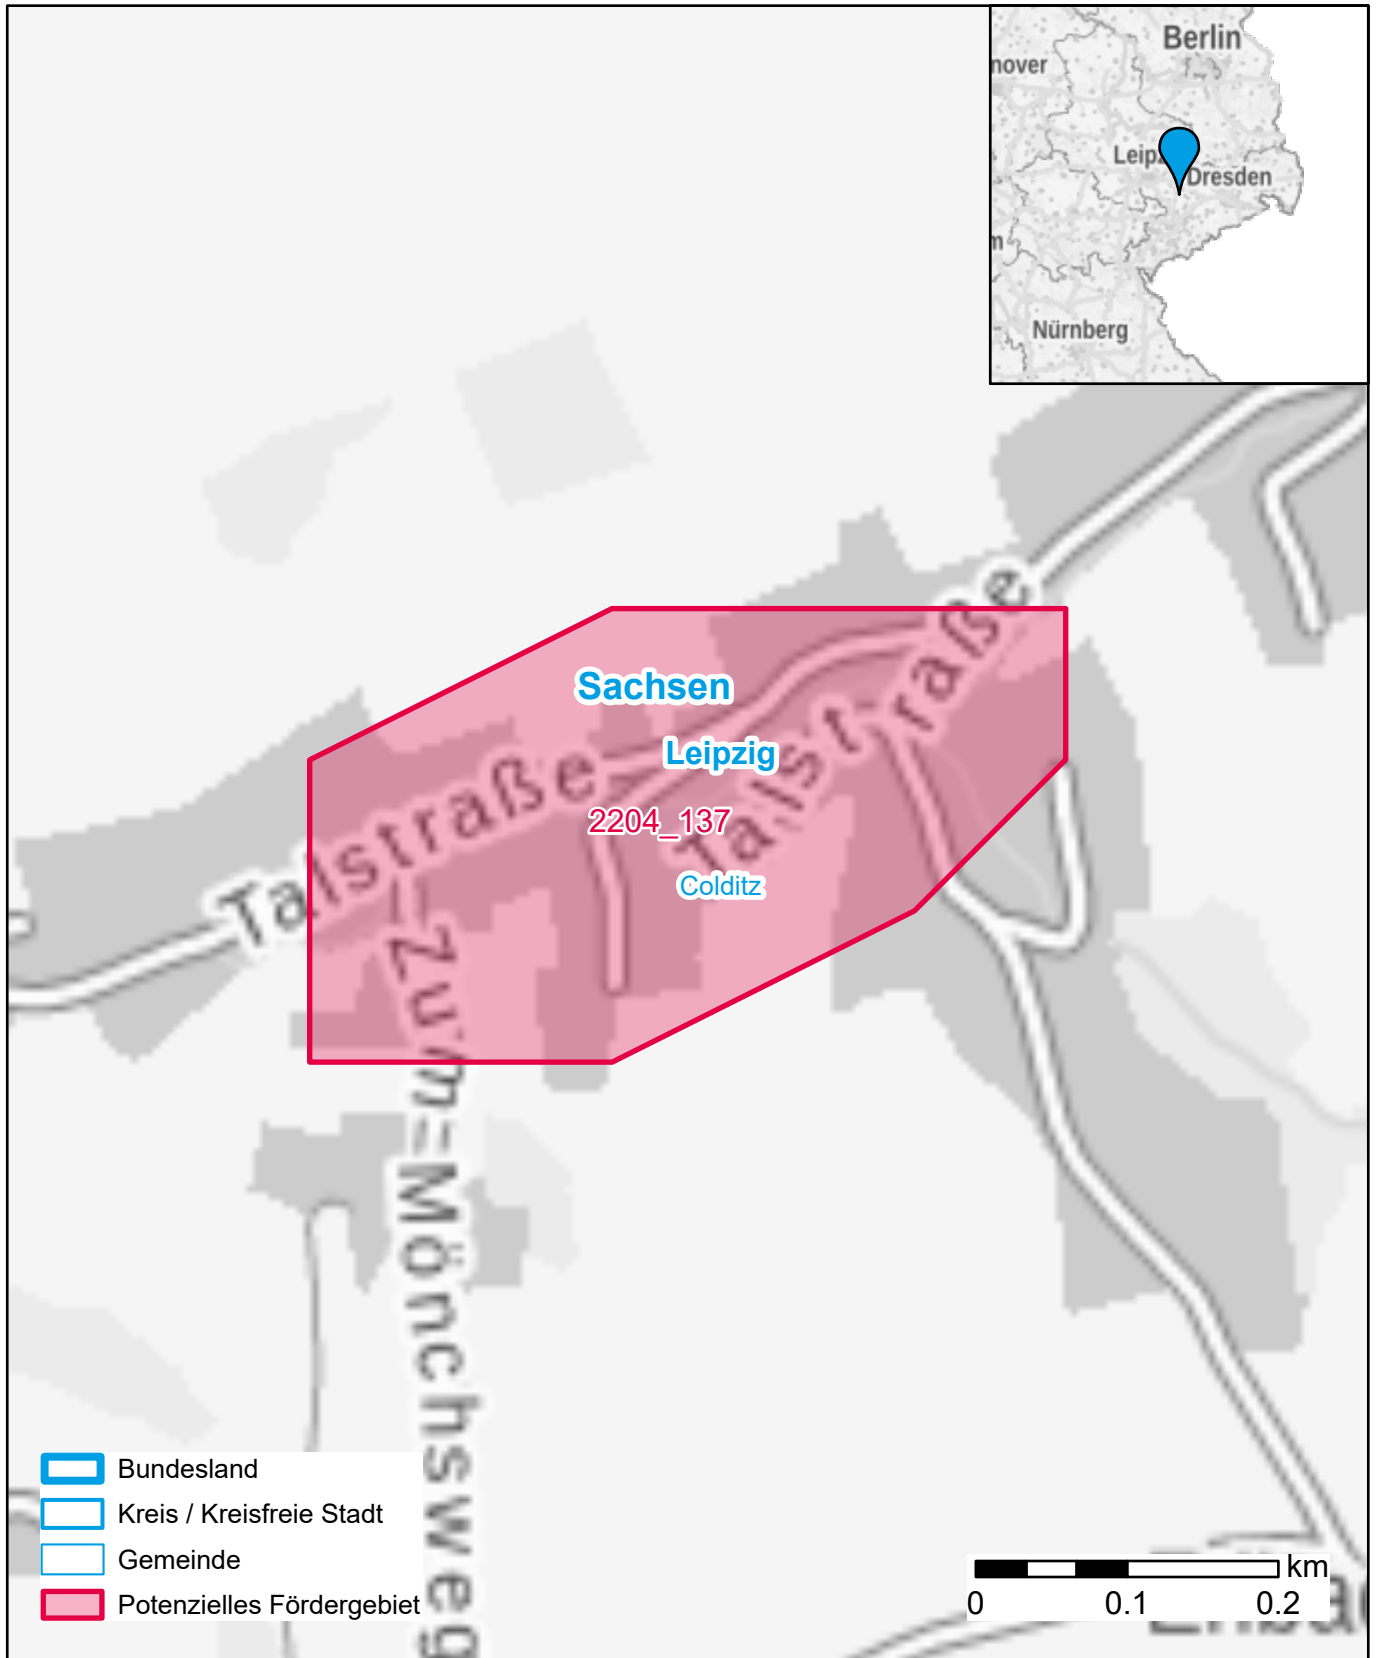 Berlin
nover
Leipz
Dresden
m
Nürnberg
Talstraße
Sachsen
Leipzig
Talstraße
2204_137
Colditz
Zum-Mönchsweg
Bundesland
Kreis / Kreisfreie Stadt
Gemeinde
Potenzielles Fördergebiet
km
0 0.1 0.2